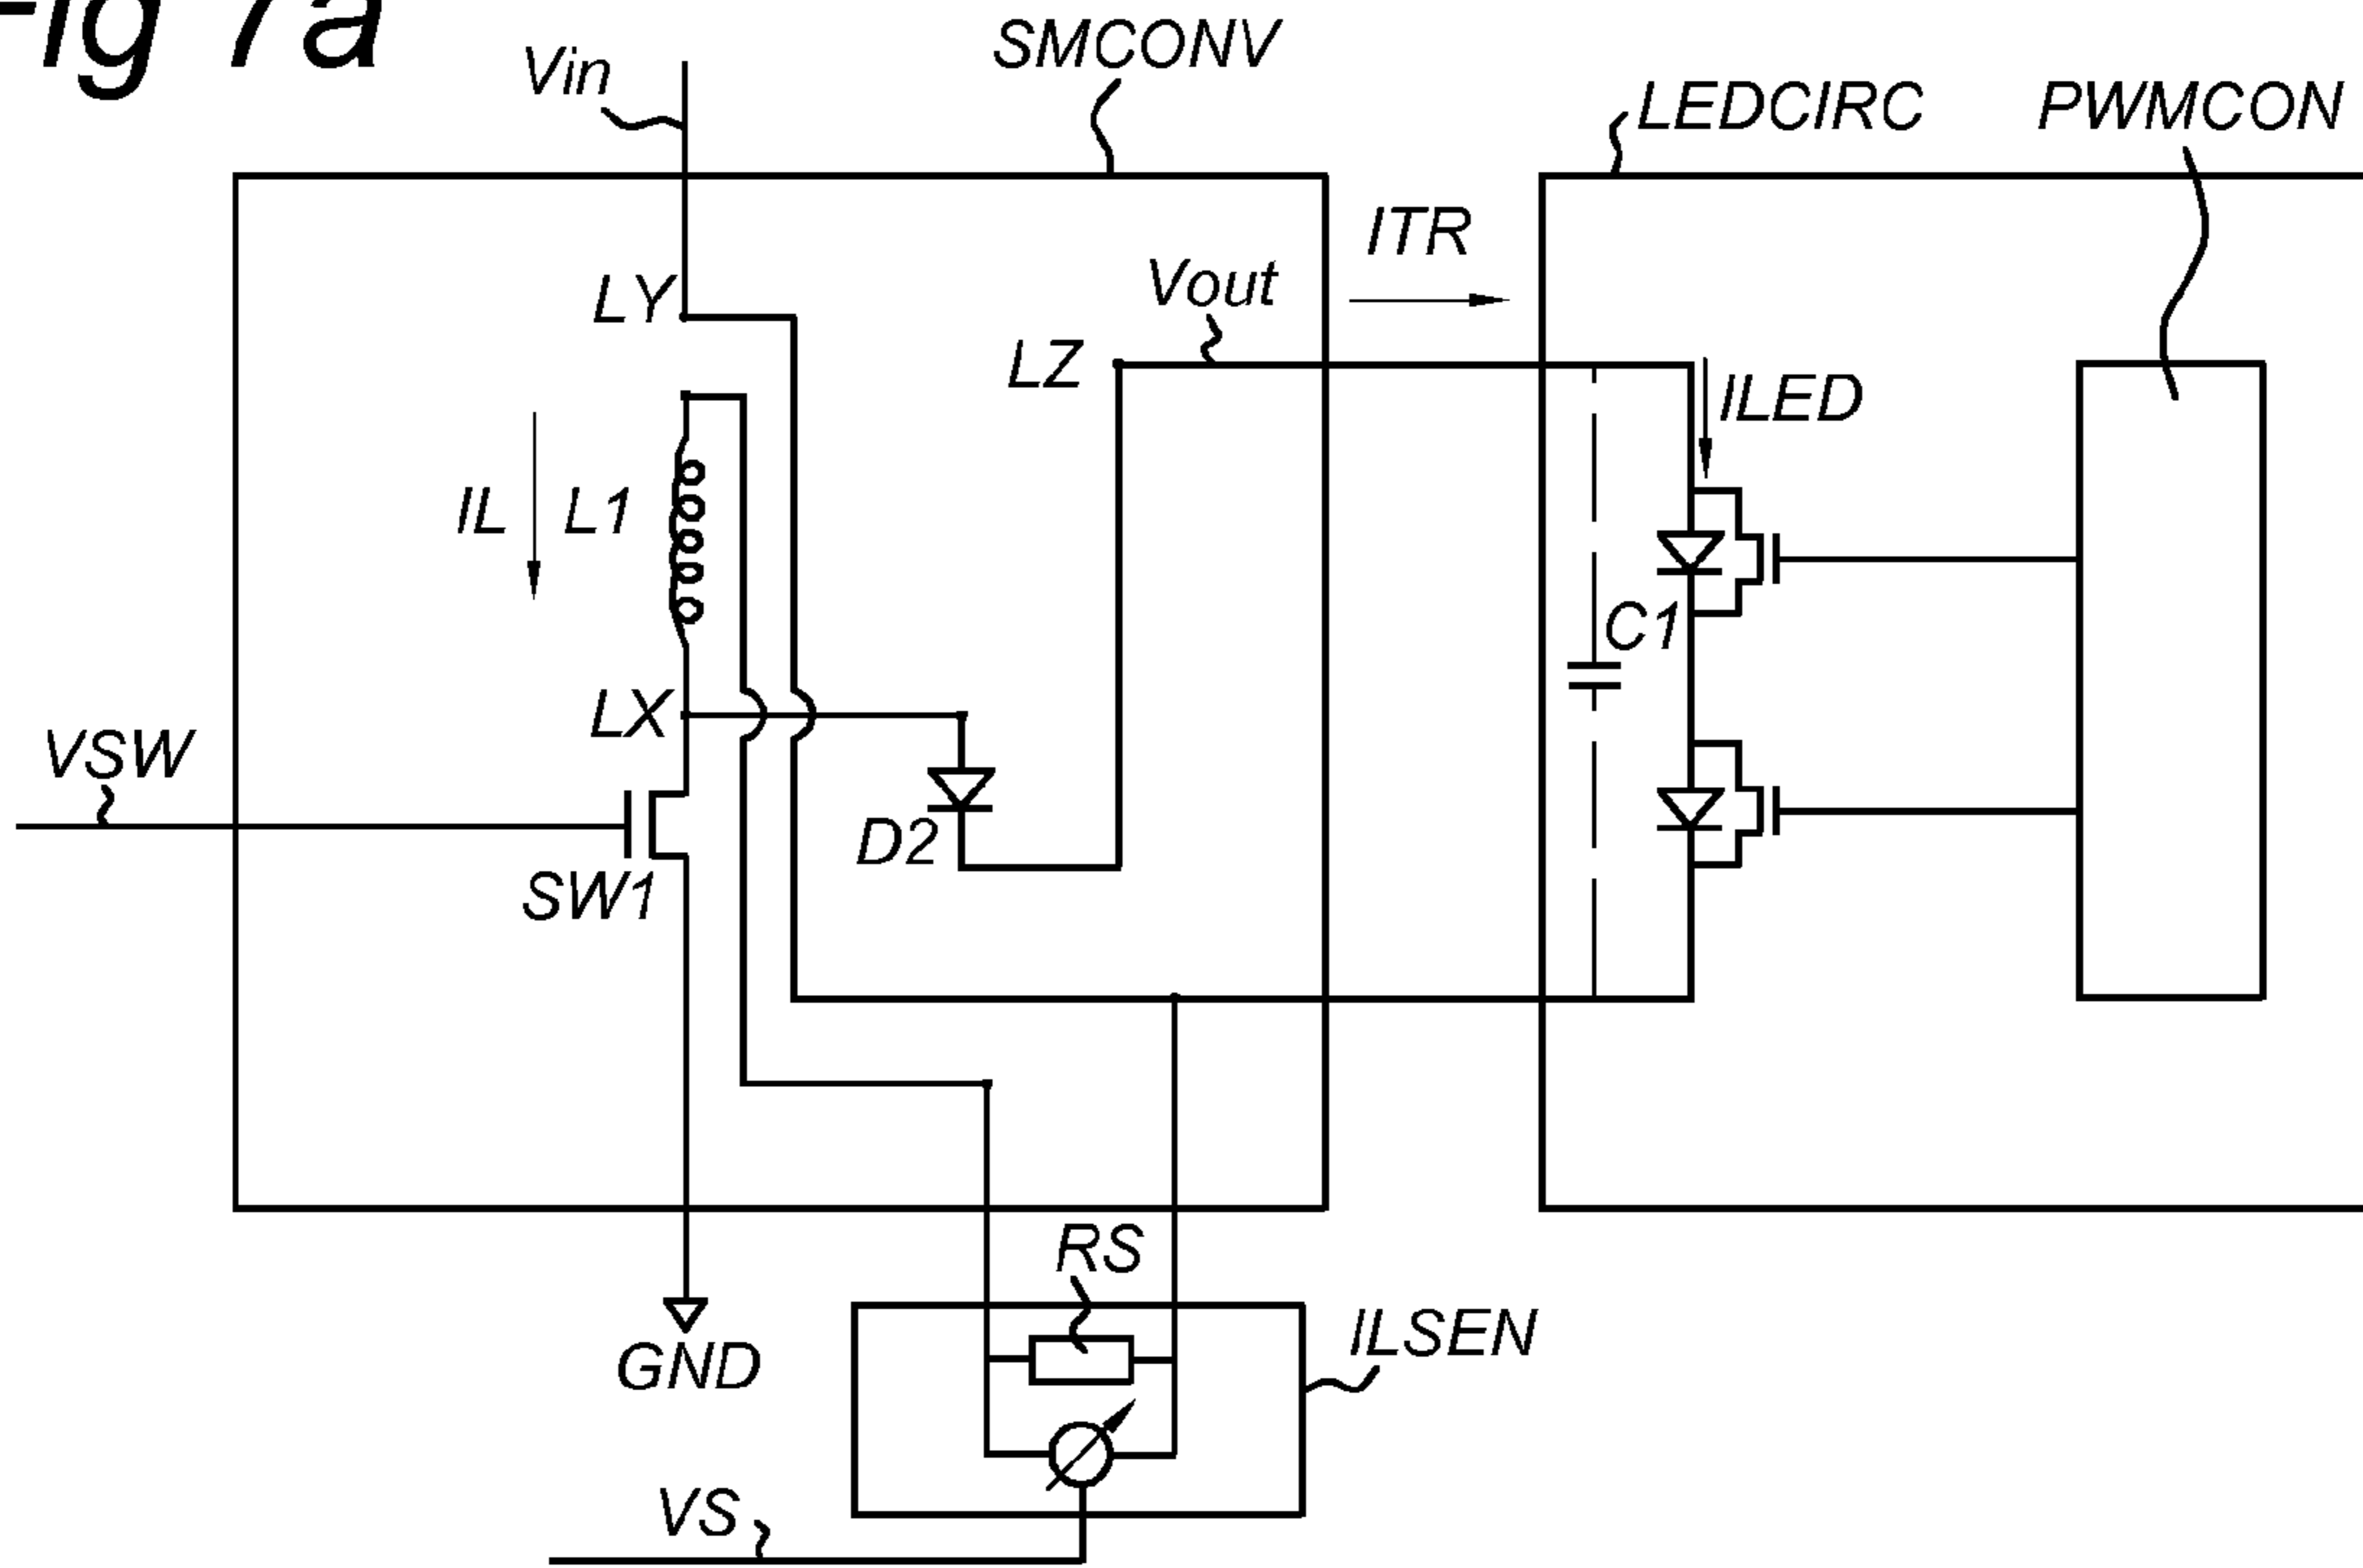 Fig 7a
Vin
SMCONV
LEDCIRC
PWMCON
ITR
Vout
LY
LZ
ILED
IL
L1
C1
LX
VSW
D2
SW1
RS
ILSEN
GND
VS